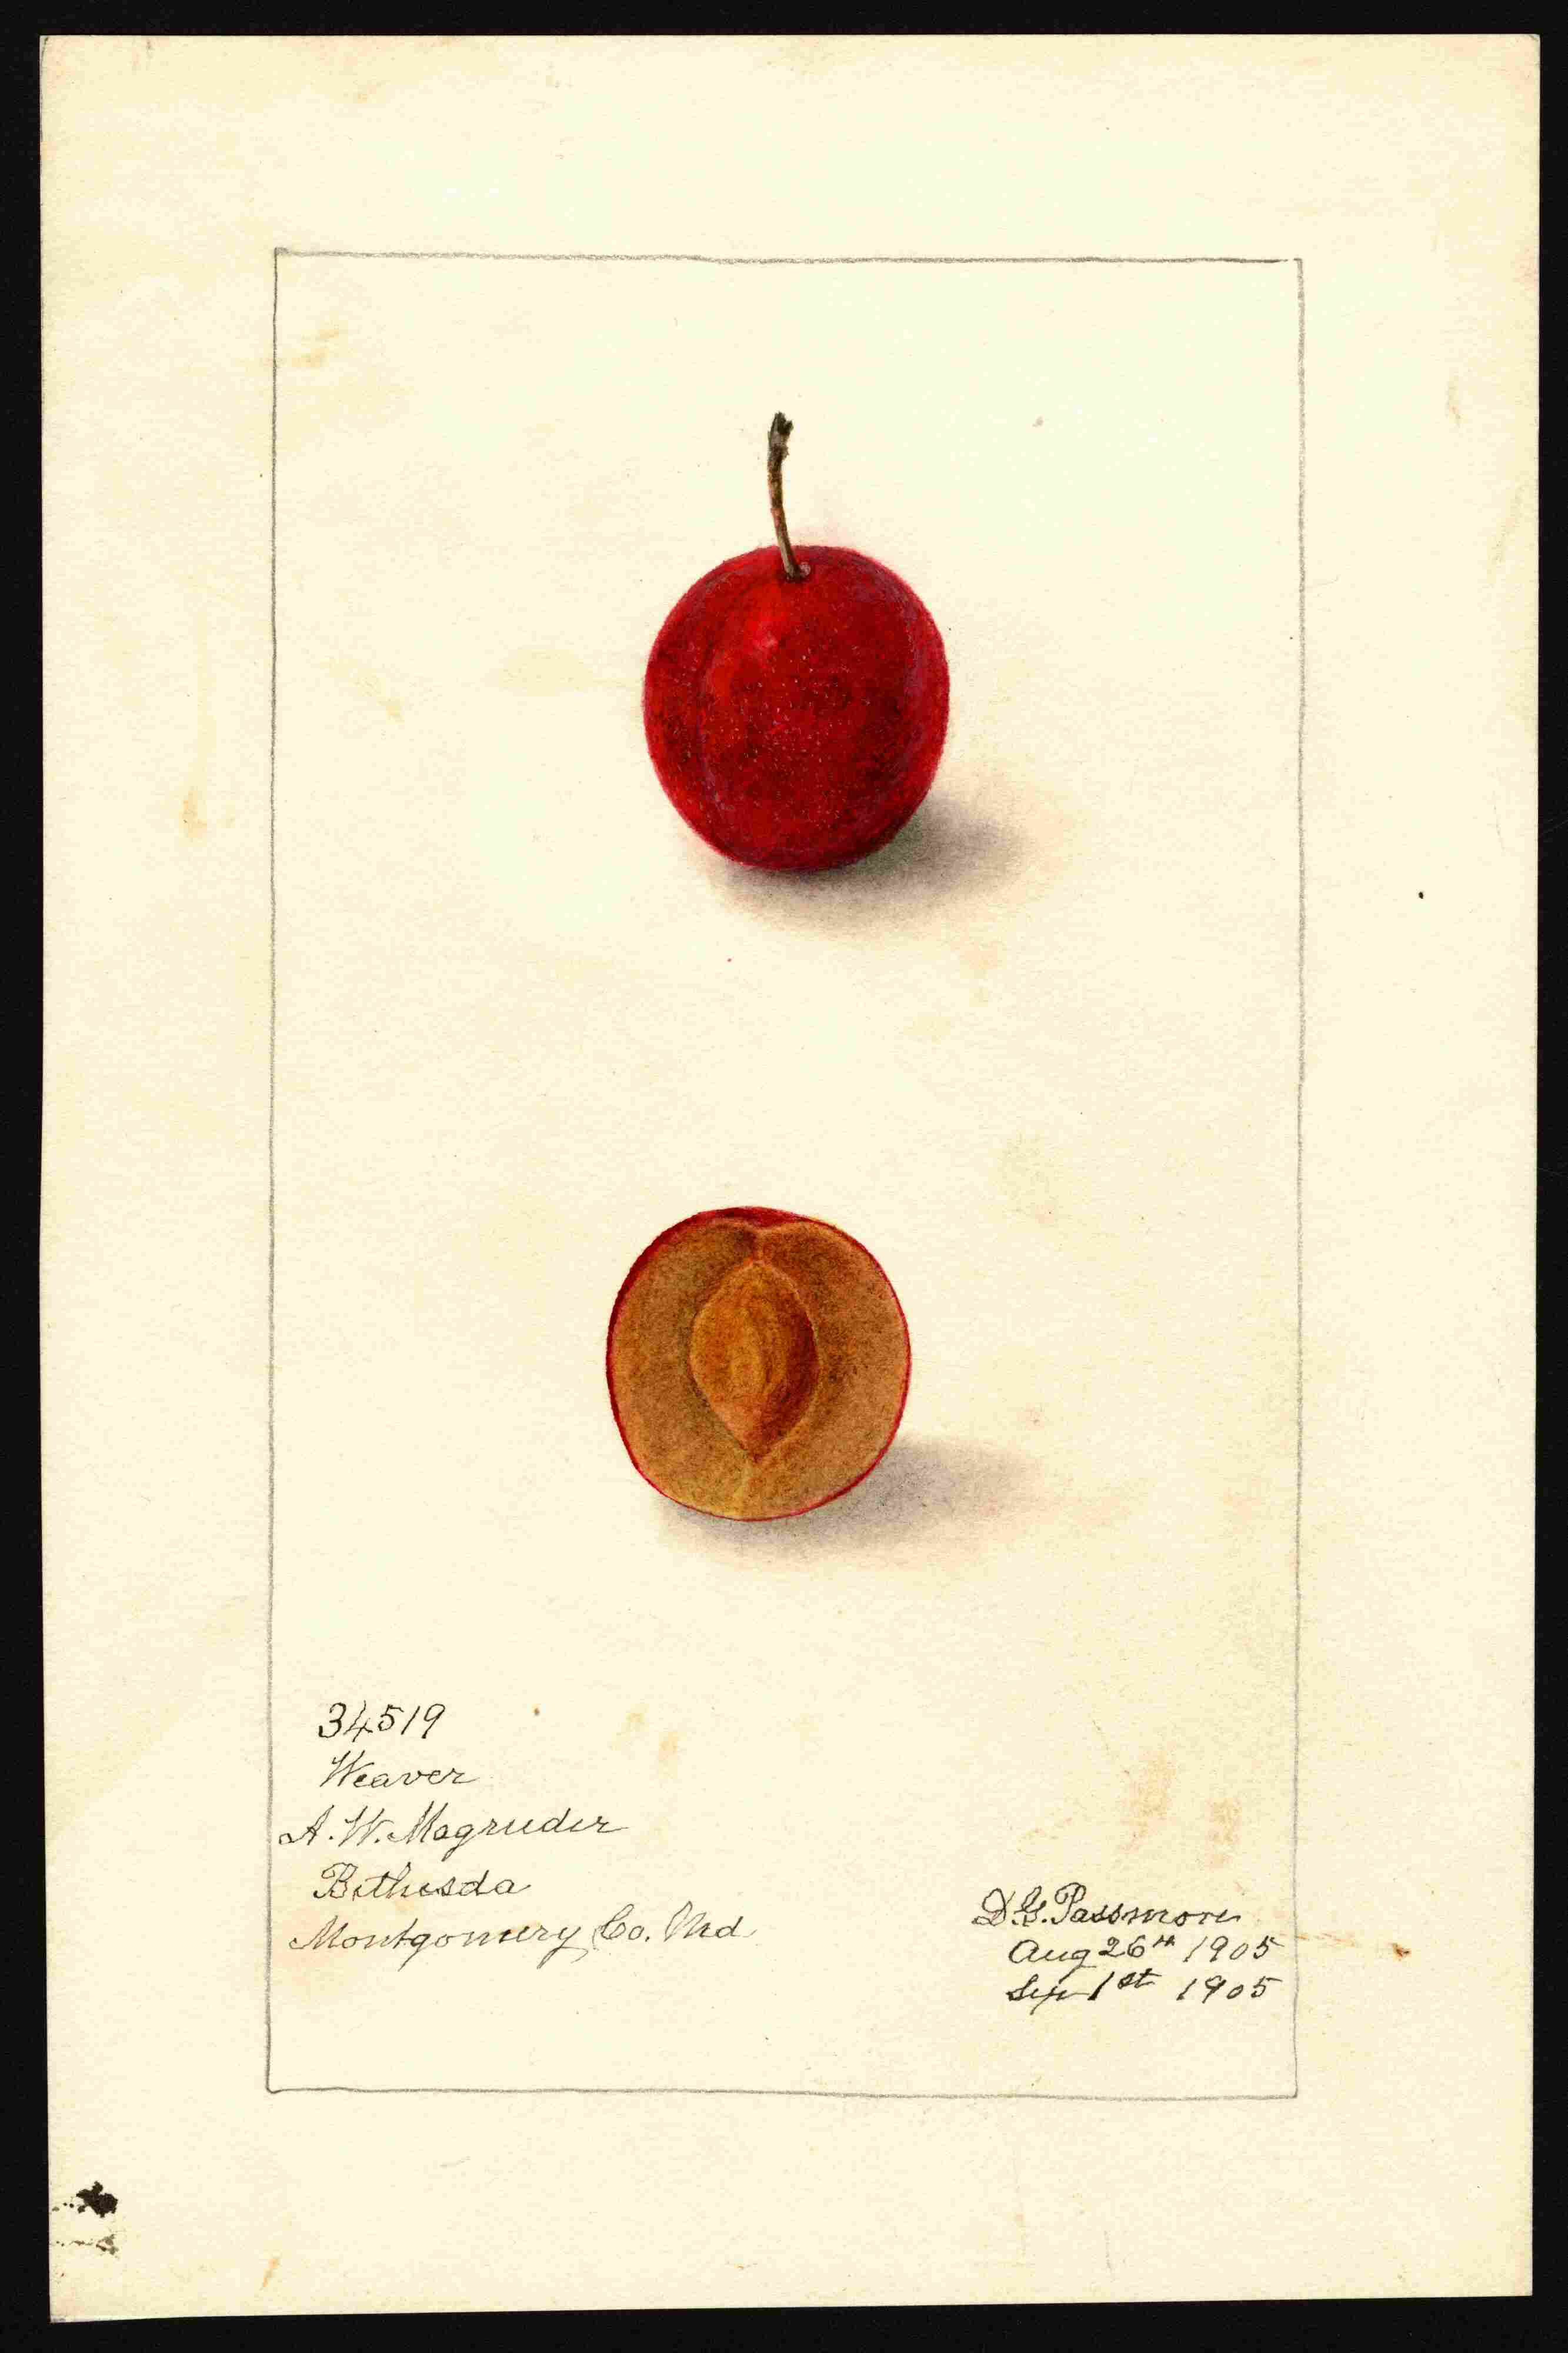 34519
Weaver
A. W. Magruder
Bethesda
Montgomery Co. Md.
D. G. Passmore
Aug 26th 1905
Sep 1st 1905